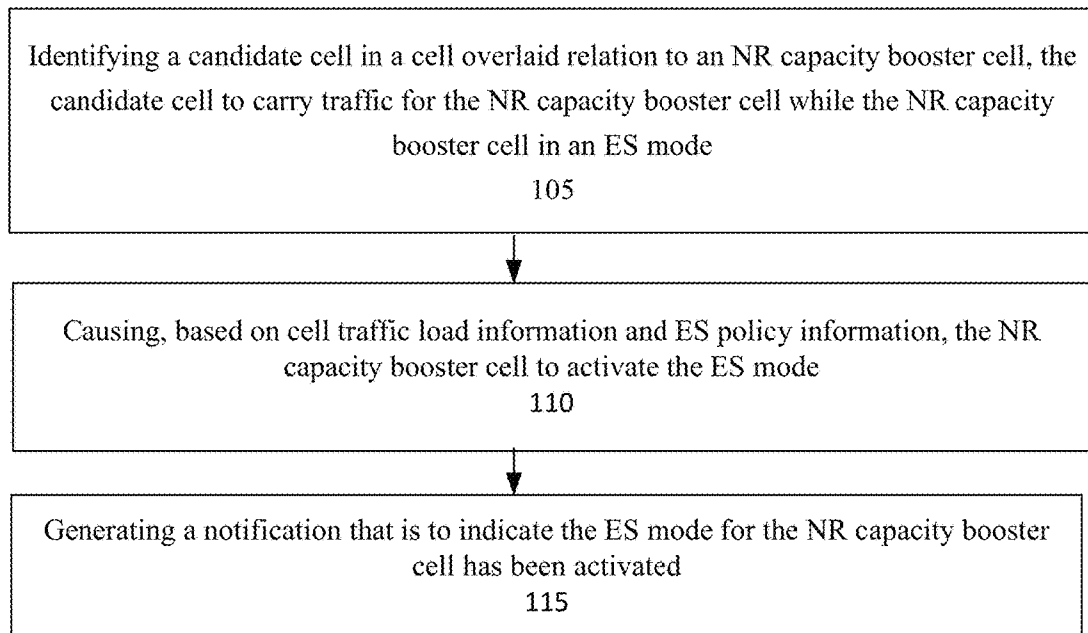 Identifying a candidate cell in a cell overlaid relation to an NR capacity booster cell, the
candidate cell to carry traffic for the NR capacity booster cell while the NR capacity
booster cell in an ES mode
105
Causing, based on cell traffic load information and ES policy information, the NR
capacity booster cell to activate the ES mode
110
Generating a notification that is to indicate the ES mode for the NR capacity booster
cell has been activated
115